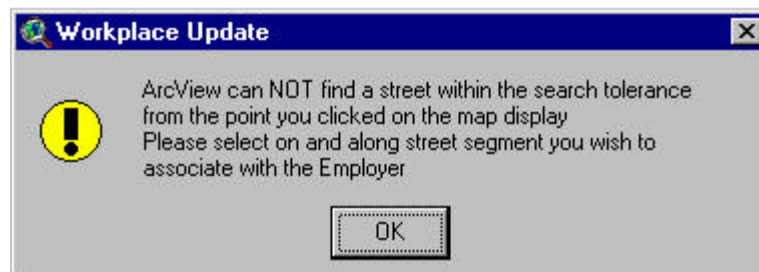 Workplace Update
ArcView can NOT find a street within the search tolerance
from the point you clicked on the map display
Please select on and along street segment you wish to
associate with the Employer
OK